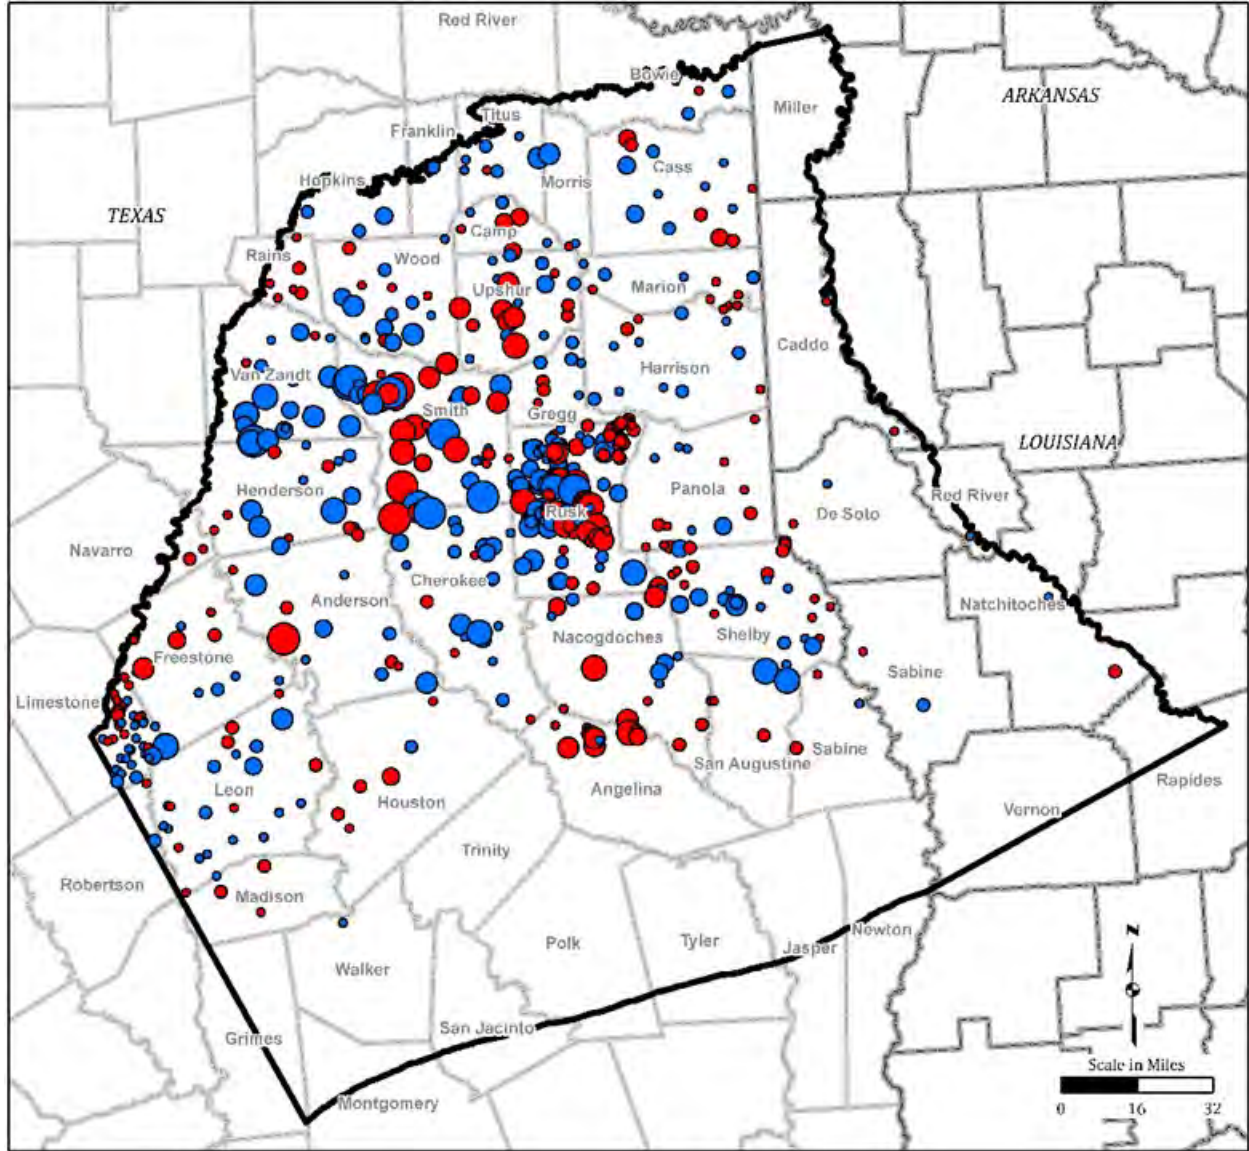 Red River
Bowie
ARKANSAS
Miller
Titus
Franklin
Cass
Hopkins
Morris
TEXAS
Camp
Rains
Wood
Upshur
Marion
Caddo
Harrison
Van Zandt
Smith
Gregg
LOUISIANA
Henderson
Panola
Red River
Rusk
De Soto
Navarro
Cherokee
Anderson
Natchitoches
Nacogdoches
Shelby
Freestone
Sabine
Limestone
Sabine
San Augustine
Rapides
Leon
Angelina
Houston
Vernon
Trinity
Robertson
Madison
Newton
Polk
Tyler
Jasper
N
Walker
San Jacinto
Grimes
Scale in Miles
Montgomery
0 16 32